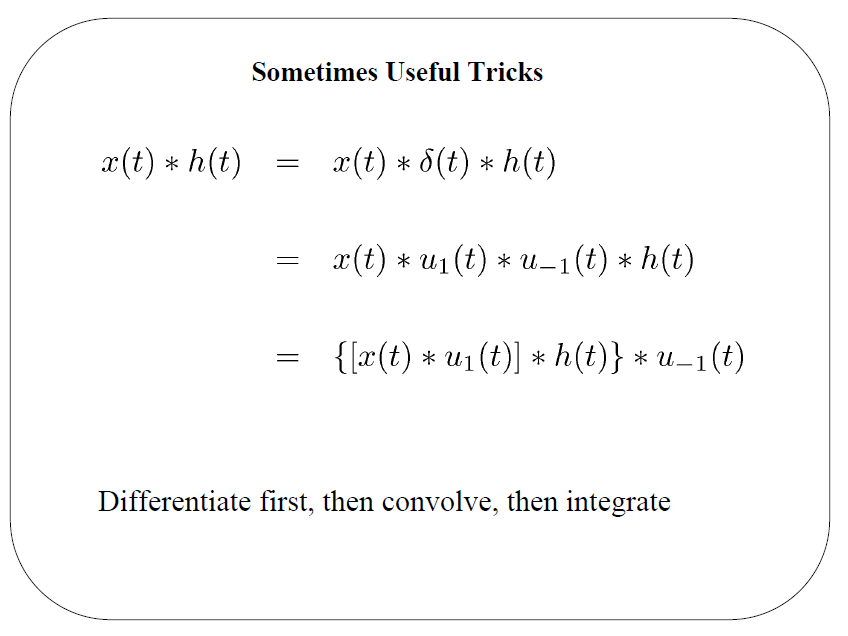 Sometimes Useful Tricks
x(t) ∗ h(t) = x(t) ∗ δ(t) ∗ h(t)
= x(t) ∗ u₁(t) ∗ u₋₁(t) ∗ h(t)
= {[x(t) ∗ u₁(t)] ∗ h(t)} ∗ u₋₁(t)
Differentiate first, then convolve, then integrate